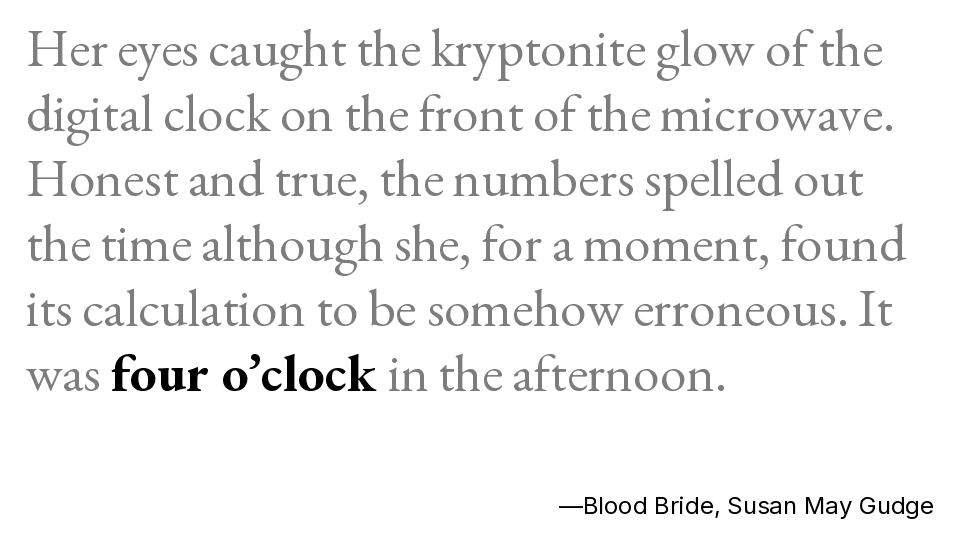 Her eyes caught the kryptonite glow of the
digital clock on the front of the microwave.
Honest and true, the numbers spelled out
the time although she, for a moment, found
its calculation to be somehow erroneous. It
was four o’clock in the afternoon.
—Blood Bride, Susan May Gudge